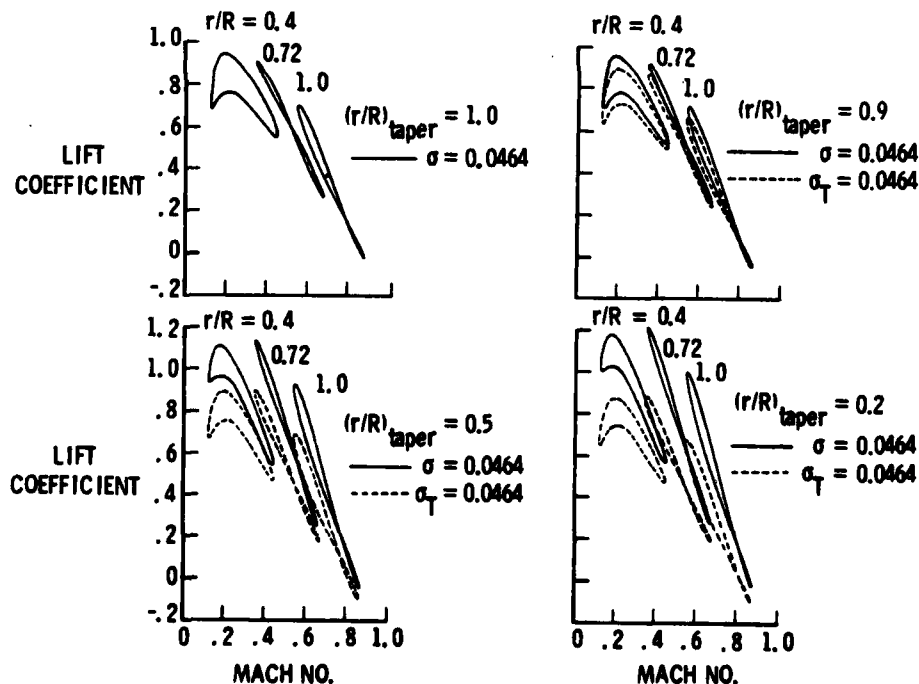 r/R = 0.4
0.72
1.0
1.0
.8
.6
.4
.2
0
-.2
LIFT
COEFFICIENT
(r/R)taper = 1.0
σ = 0.0464
r/R = 0.4
0.72
1.0
(r/R)taper = 0.9
σ = 0.0464
σT = 0.0464
r/R = 0.4
0.72
1.0
1.2
1.0
.8
.6
.4
.2
0
-.2
LIFT
COEFFICIENT
(r/R)taper = 0.5
σ = 0.0464
σT = 0.0464
0 .2 .4 .6 .8 1.0
MACH NO.
r/R = 0.4
0.72
1.0
(r/R)taper = 0.2
σ = 0.0464
σT = 0.0464
0 .2 .4 .6 .8 1.0
MACH NO.